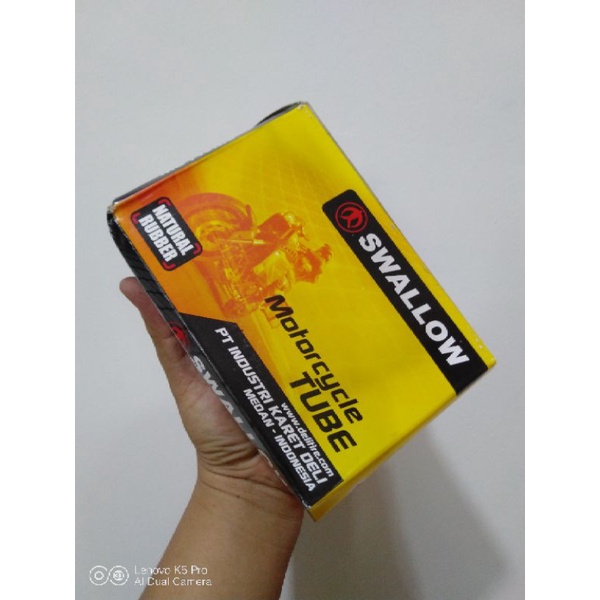 SWALLOW
NATURAL
RUBBER
Motorcycle
TUBE
www.delitire.com
PT INDUSTRI KARET DELI
MEDAN - INDONESIA
SWALL
Lenovo K5 Pro
AI Dual Camera